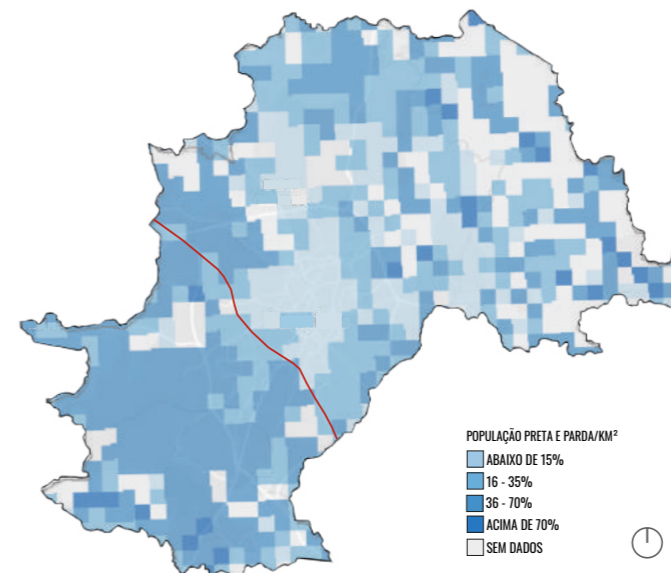 POPULAÇÃO PRETA E PARDA/KM²
ABAIXO DE 15%
16 - 35%
36 - 70%
ACIMA DE 70%
SEM DADOS